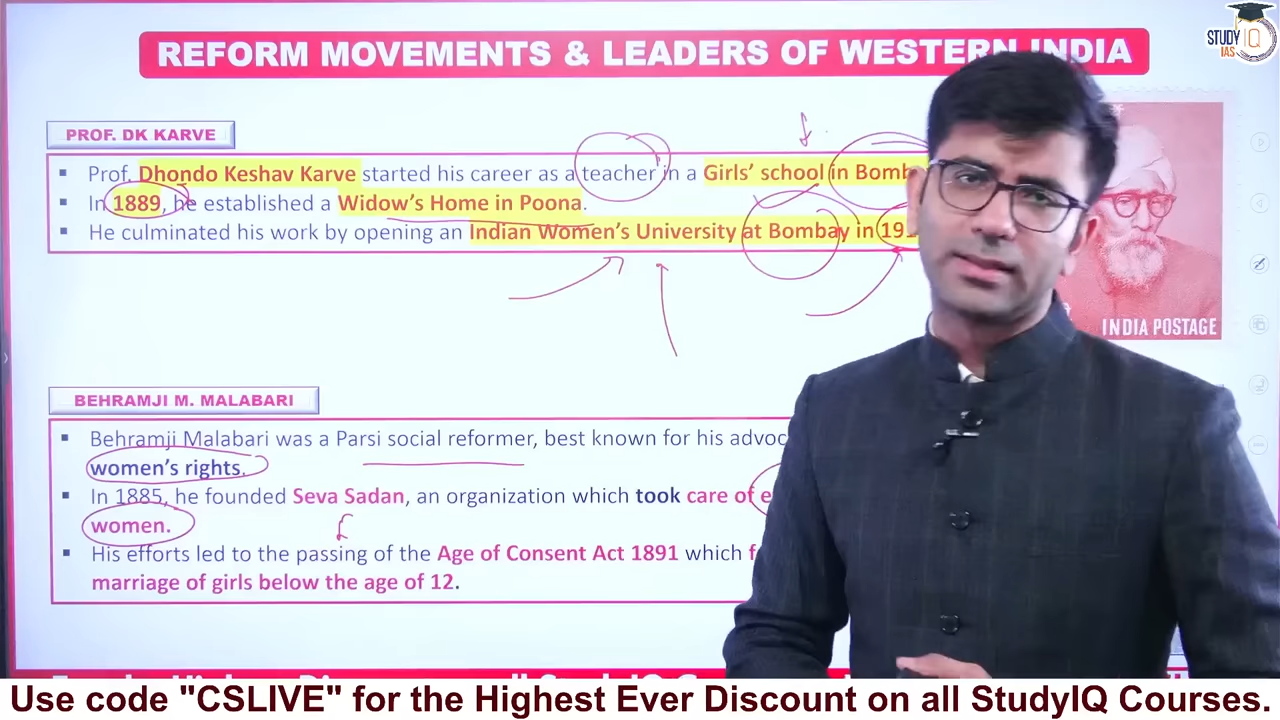 STUDY IQ
IAS
REFORM MOVEMENTS & LEADERS OF WESTERN INDIA
PROF. DK KARVE
Prof. Dhondo Keshav Karve started his career as a teacher in a Girls' school in Bomb
In 1889, he established a Widow's Home in Poona.
He culminated his work by opening an Indian Women's University at Bombay in 19
INDIA POSTAGE
BEHRAMJI M. MALABARI
Behramji Malabari was a Parsi social reformer, best known for his advoc
women's rights.
In 1885, he founded Seva Sadan, an organization which took care of e
women.
His efforts led to the passing of the Age of Consent Act 1891 which f
marriage of girls below the age of 12.
Use code "CSLIVE" for the Highest Ever Discount on all StudyIQ Courses.